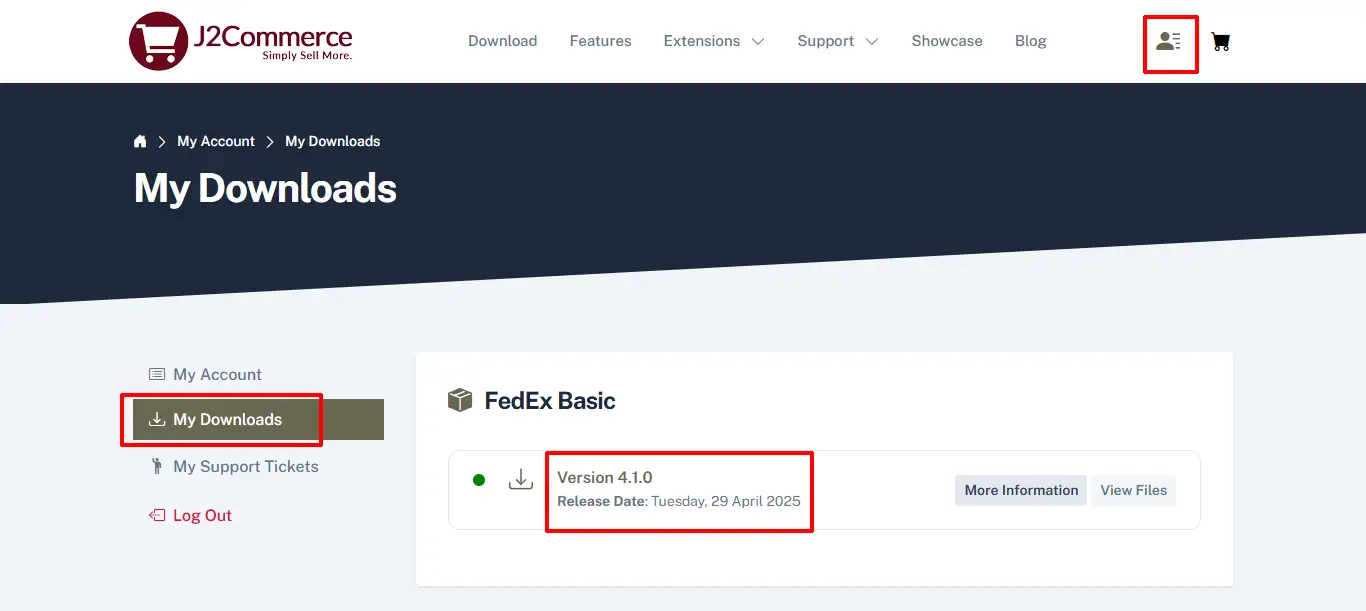 J2Commerce
Simply Sell More.
Download Features Extensions Support Showcase Blog
My Account My Downloads
My Downloads
My Account
My Downloads
My Support Tickets
Log Out
FedEx Basic
Version 4.1.0
Release Date: Tuesday, 29 April 2025
More Information View Files